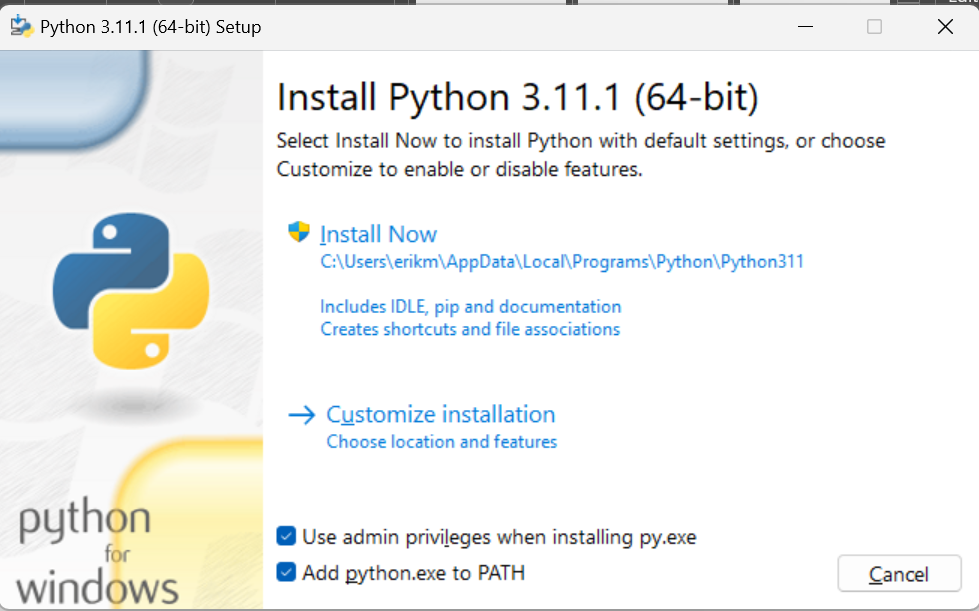 Python 3.11.1 (64-bit) Setup
Install Python 3.11.1 (64-bit)
Select Install Now to install Python with default settings, or choose
Customize to enable or disable features.
Install Now
C:\Users\erikm\AppData\Local\Programs\Python\Python311
Includes IDLE, pip and documentation
Creates shortcuts and file associations
Customize installation
Choose location and features
python
for
windows
Use admin privileges when installing py.exe
Add python.exe to PATH
Cancel